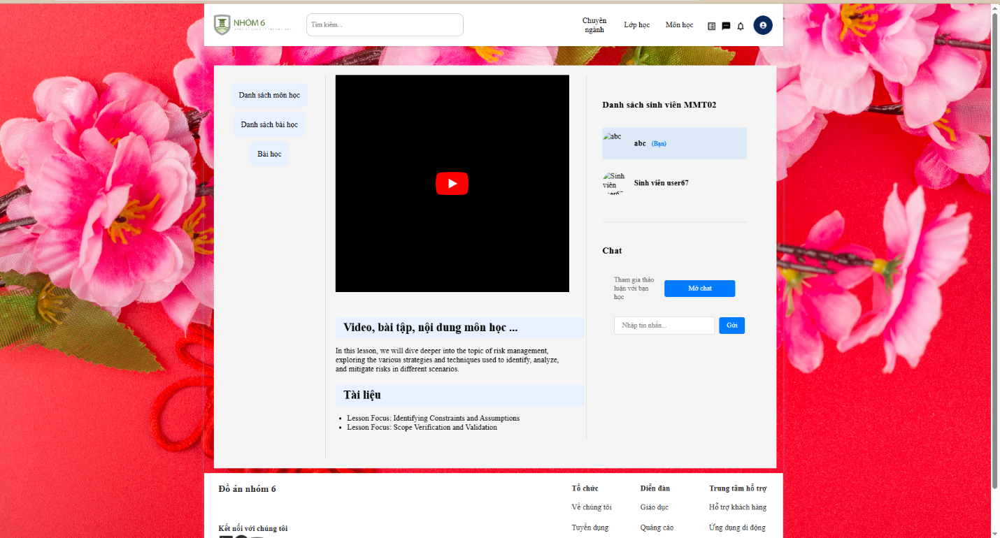 NHÓM 6
Tìm kiếm...
Chuyên
ngành
Lớp học
Môn học
Danh sách môn học
Danh sách bài học
Bài học
Video, bài tập, nội dung môn học ...
In this lesson, we will dive deeper into the topic of risk management,
exploring the various strategies and techniques used to identify, analyze,
and mitigate risks in different scenarios.
Tài liệu
Lesson Focus: Identifying Constraints and Assumptions
Lesson Focus: Scope Verification and Validation
Danh sách sinh viên MMT02
abc
abc (Bạn)
Sinh
viên
user67
Sinh viên user67
Chat
Tham gia thảo
luận với bạn
học
Mở chat
Nhập tin nhắn...
Gửi
Đồ án nhóm 6
Kết nối với chúng tôi
Tổ chức
Về chúng tôi
Tuyển dụng
Diễn đàn
Giáo dục
Quảng cáo
Trung tâm hỗ trợ
Hỗ trợ khách hàng
Ứng dụng di động